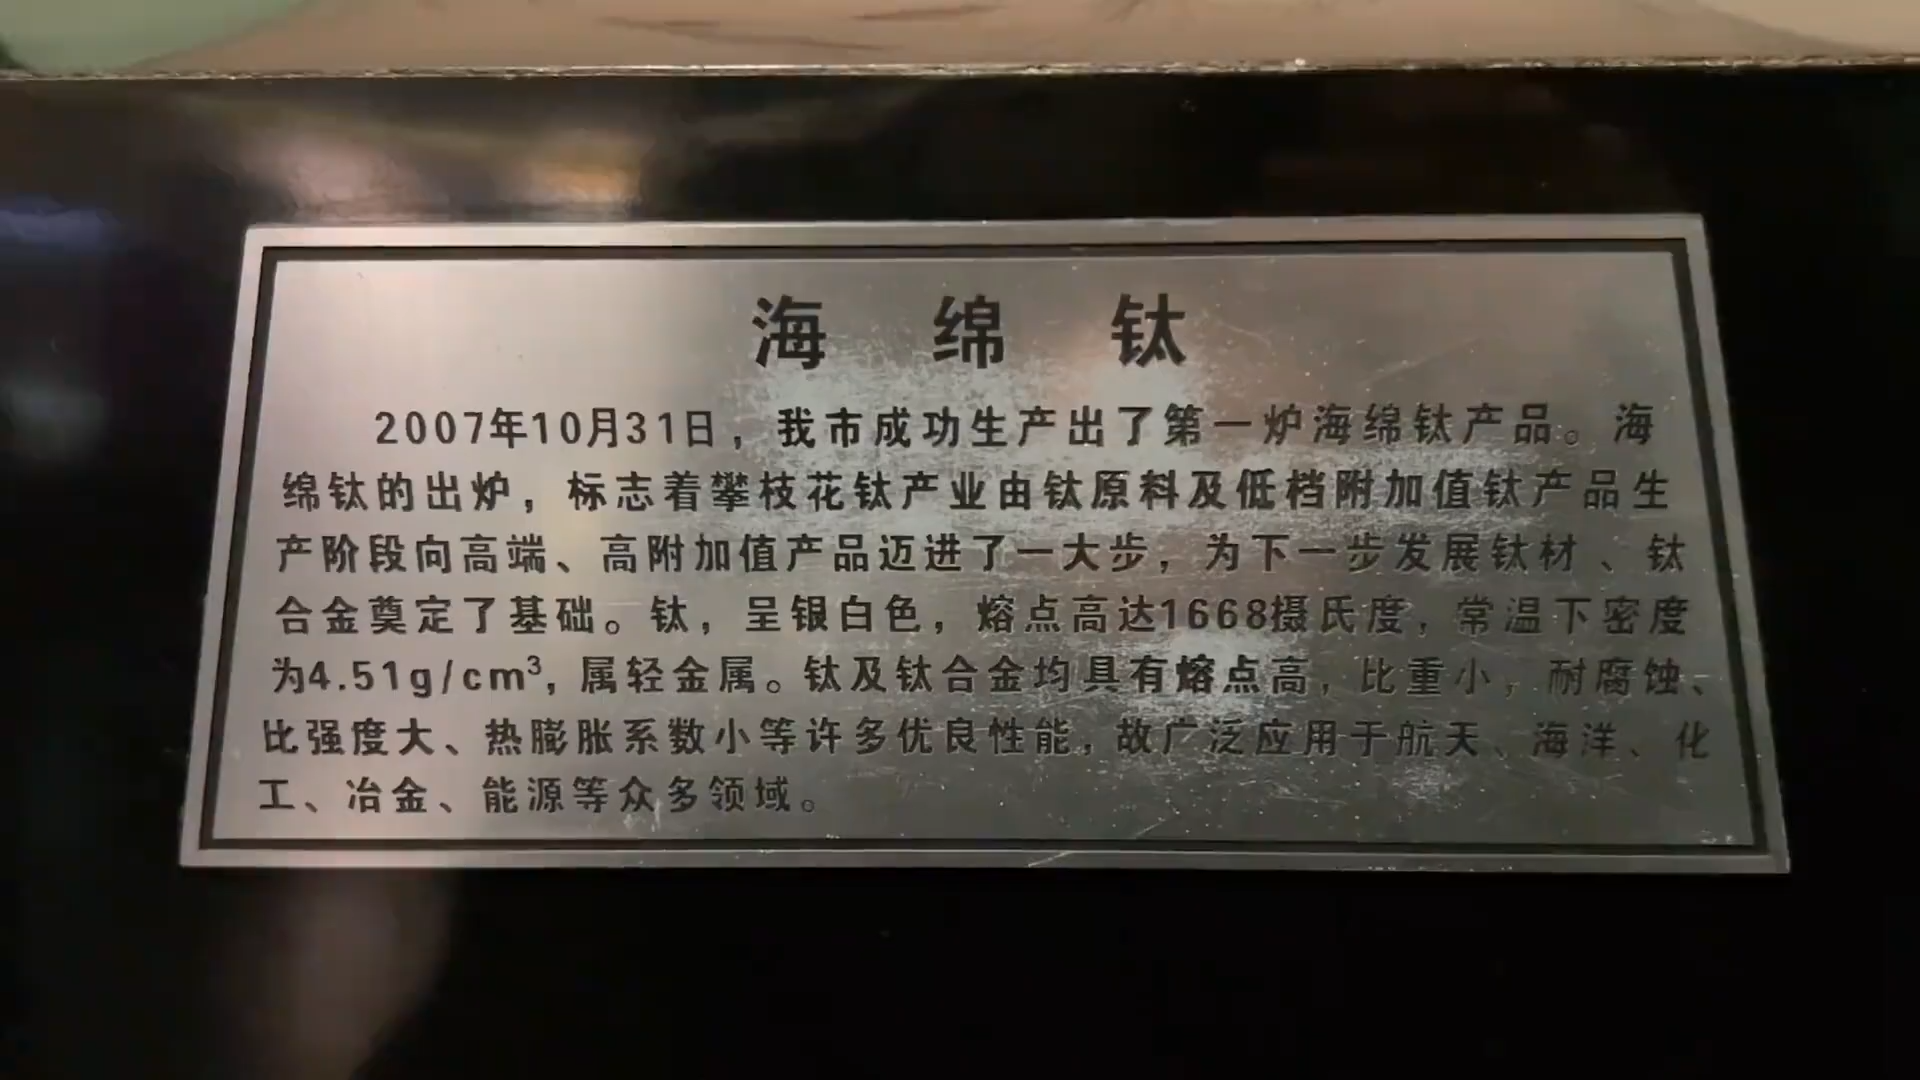 海 绵 钛
2007年10月31日，我市成功生产出了第一炉海绵钛产品。海
绵钛的出炉，标志着攀枝花钛产业由钛原料及低档附加值钛产品生
产阶段向高端、高附加值产品迈进了一大步，为下一步发展钛材、钛
合金奠定了基础。钛，呈银白色，熔点高达1668摄氏度，常温下密度
为4.51g/cm³，属轻金属。钛及钛合金均具有熔点高，比重小，耐腐蚀、
比强度大、热膨胀系数小等许多优良性能，故广泛应用于航天、海洋、化
工、冶金、能源等众多领域。